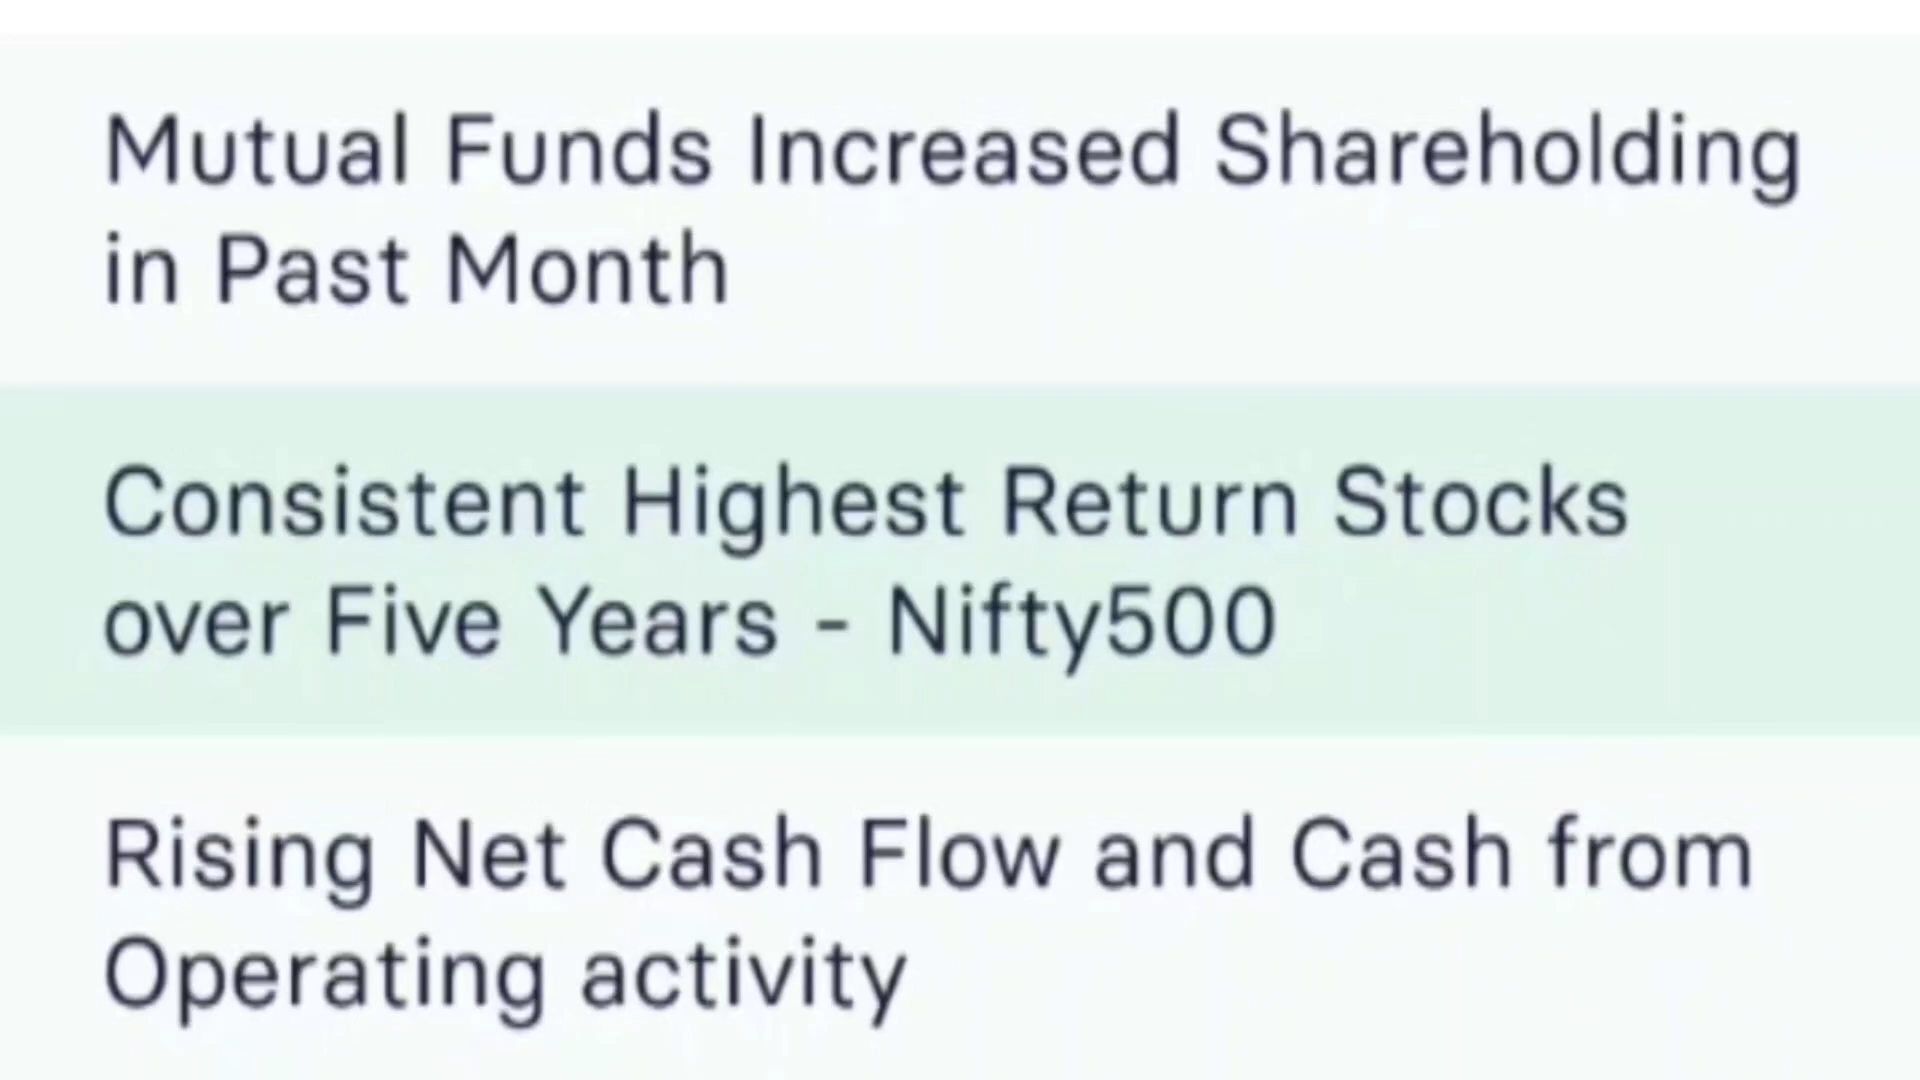 Mutual Funds Increased Shareholding
in Past Month
Consistent Highest Return Stocks
over Five Years - Nifty500
Rising Net Cash Flow and Cash from
Operating activity